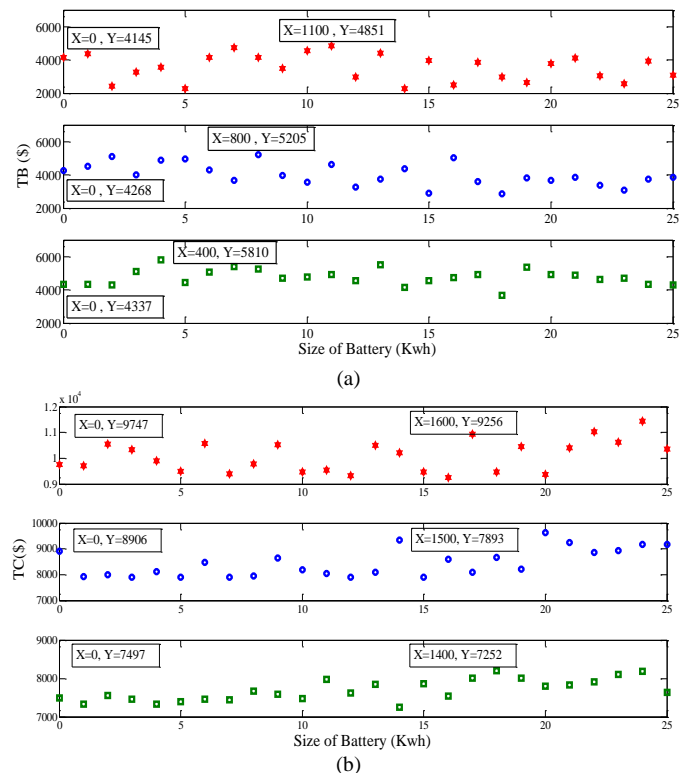 6000
4000
2000
X=0 , Y=4145
X=1100 , Y=4851
0 5 10 15 20 25
TB ($)
6000
4000
2000
X=800 , Y=5205
X=0 , Y=4268
0 5 10 15 20 25
6000
4000
2000
X=400, Y=5810
X=0 , Y=4337
0 5 10 15 20 25
Size of Battery (Kwh)
(a)
x 10⁴
1.2
1.1
1
0.9
X=0, Y=9747
X=1600, Y=9256
0 5 10 15 20 25
TC($)
10000
9000
8000
7000
X=0, Y=8906
X=1500, Y=7893
0 5 10 15 20 25
9000
8000
7000
X=0, Y=7497
X=1400, Y=7252
0 5 10 15 20 25
Size of Battery (Kwh)
(b)